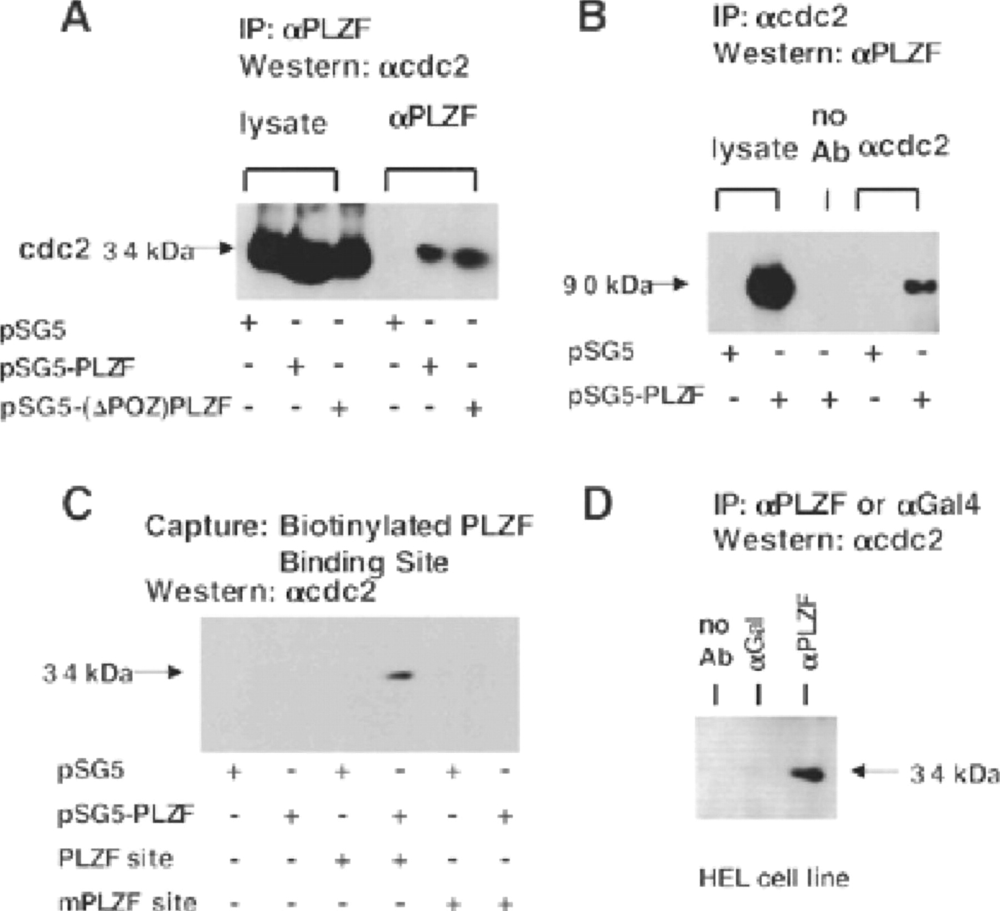 A
IP: αPLZF
Western: αcdc2
lysate
αPLZF
cdc2 34 kDa
pSG5 + - - + - -
pSG5-PLZF - + - - + -
pSG5-(ΔPOZ)PLZF - - + - - +
B
IP: αcdc2
Western: αPLZF
no
lysate Ab αcdc2
90 kDa
pSG5 + - - + -
pSG5-PLZF - + + - +
C
Capture: Biotinylated PLZF
Binding Site
Western: αcdc2
34 kDa
pSG5 + - + - + -
pSG5-PLZF - + - + - +
PLZF site - - + + - -
mPLZF site - - - - + +
D
IP: αPLZF or αGal4
Western: αcdc2
no
Ab
αGal
αPLZF
34 kDa
HEL cell line